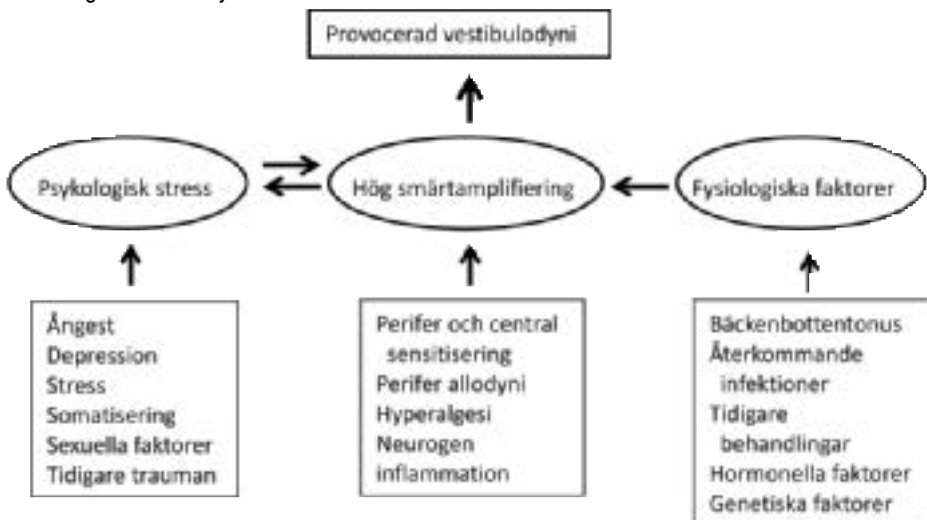 Provocerad vestibulodyni
Psykologisk stress
Hög smärtamplifiering
Fysiologiska faktorer
Ångest
Depression
Stress
Somatisering
Sexuella faktorer
Tidigare trauman
Perifer och central
sensitisering
Perifer allodyni
Hyperalgesi
Neurogen
inflammation
Bäckenbottentonus
Återkommande
infektioner
Tidigare
behandlingar
Hormonella faktorer
Genetiska faktorer